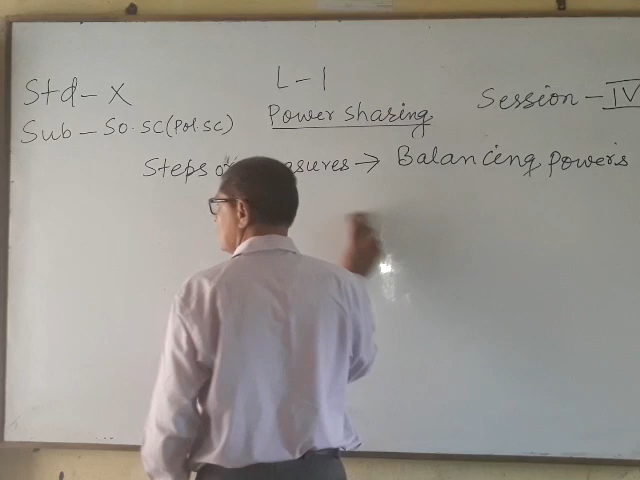 Std - X
L - 1
Session - IV
Sub - So. SC (Pol. SC)
Power Sharing
Steps → Balancing powers